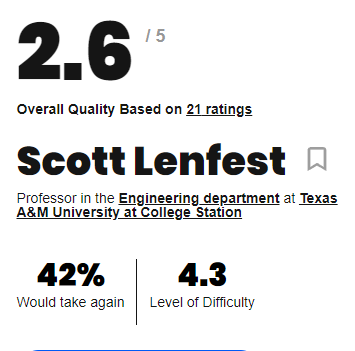 2.6 / 5
Overall Quality Based on 21 ratings
Scott Lenfest
Professor in the Engineering department at Texas
A&M University at College Station
42% 4.3
Would take again Level of Difficulty